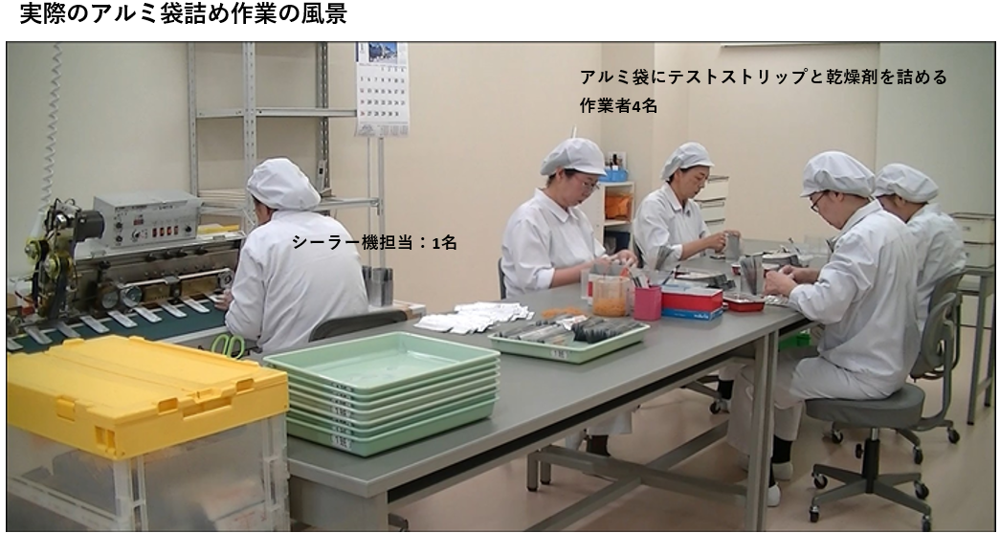 実際のアルミ袋詰め作業の風景
アルミ袋にテストストリップと乾燥剤を詰める
作業者4名
シーラー機担当：1名